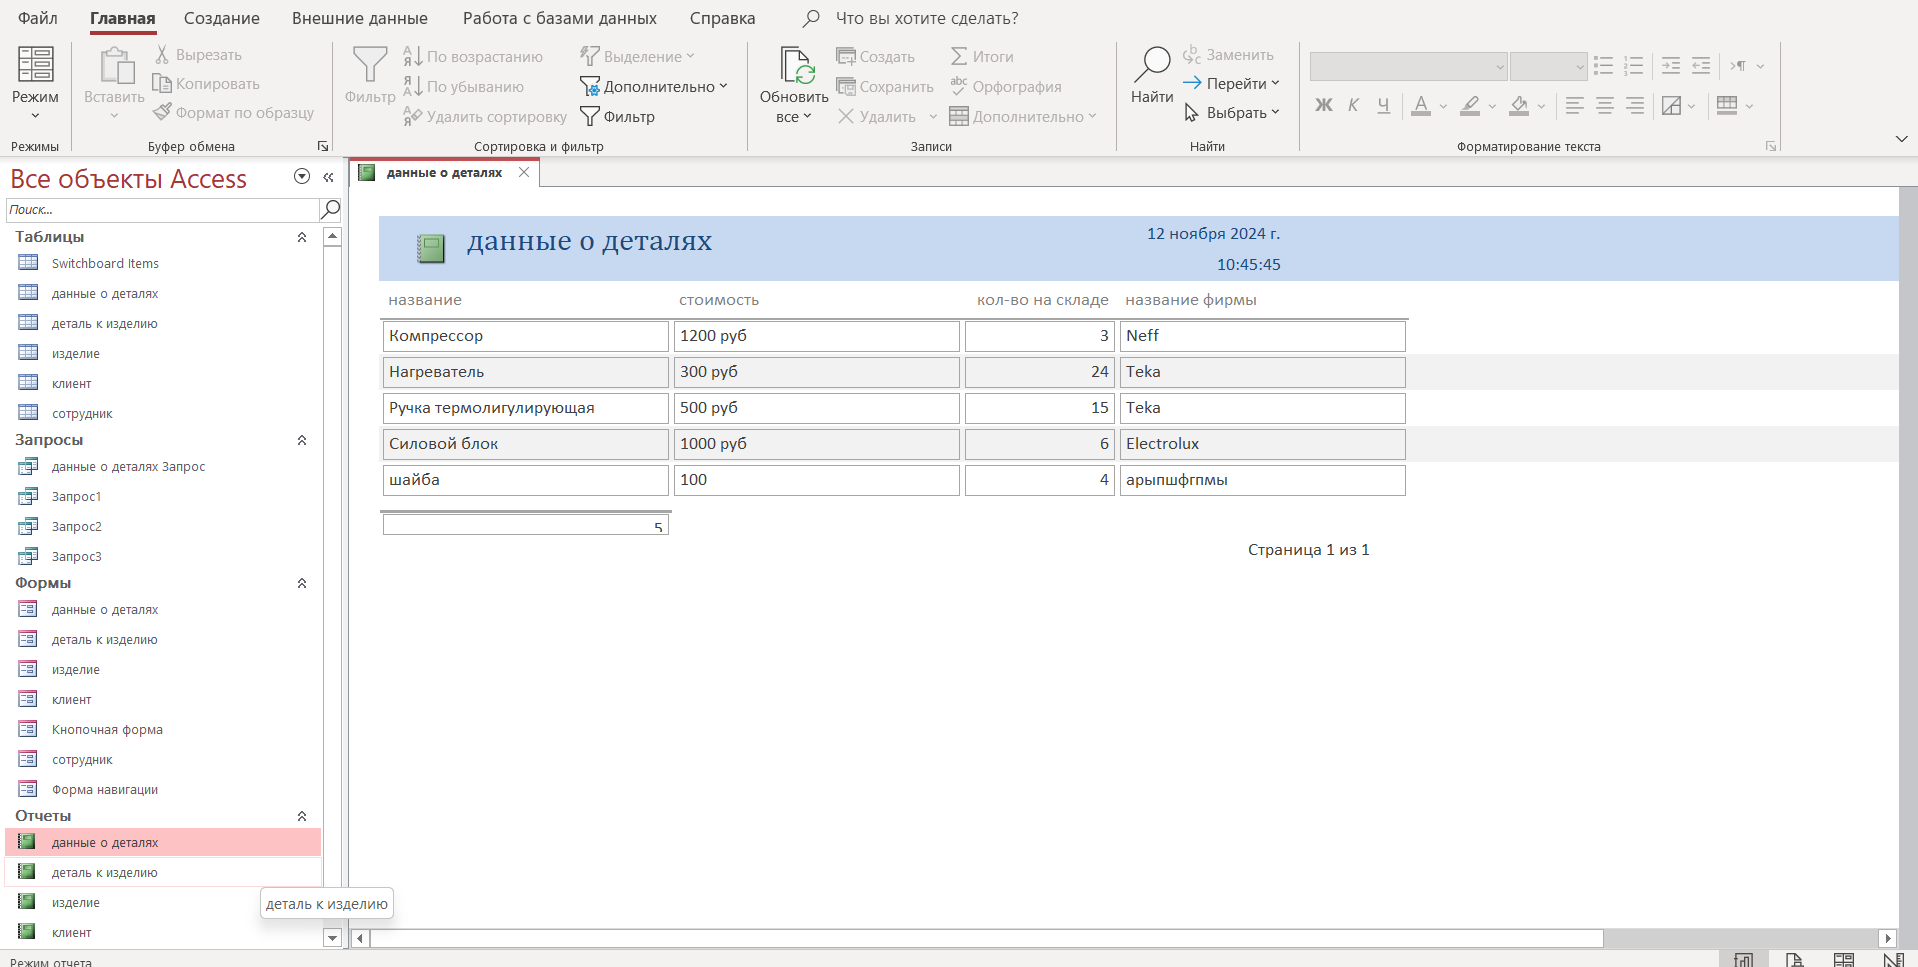 Файл Главная Создание Внешние данные Работа с базами данных Справка Что вы хотите сделать?
Режим
Режимы
Вставить
Вырезать
Копировать
Формат по образцу
Буфер обмена
Фильтр
По возрастанию
По убыванию
Удалить сортировку
Выделение
Дополнительно
Фильтр
Сортировка и фильтр
Обновить
все
Создать
Сохранить
Удалить
Итоги
Орфография
Дополнительно
Записи
Найти
Заменить
Перейти
Выбрать
Найти
Ж К Ч А
Форматирование текста
Все объекты Access
Поиск...
Таблицы
Switchboard Items
данные о деталях
деталь к изделию
изделие
клиент
сотрудник
Запросы
данные о деталях Запрос
Запрос1
Запрос2
Запрос3
Формы
данные о деталях
деталь к изделию
изделие
клиент
Кнопочная форма
сотрудник
Форма навигации
Отчеты
данные о деталях
деталь к изделию
изделие
деталь к изделию
клиент
данные о деталях
данные о деталях
12 ноября 2024 г.
10:45:45
название стоимость кол-во на складе название фирмы
Компрессор 1200 руб 3 Neff
Нагреватель 300 руб 24 Teka
Ручка термолигулирующая 500 руб 15 Teka
Силовой блок 1000 руб 6 Electrolux
шайба 100 4 арыпшфгпмы
5
Страница 1 из 1
Режим отчета